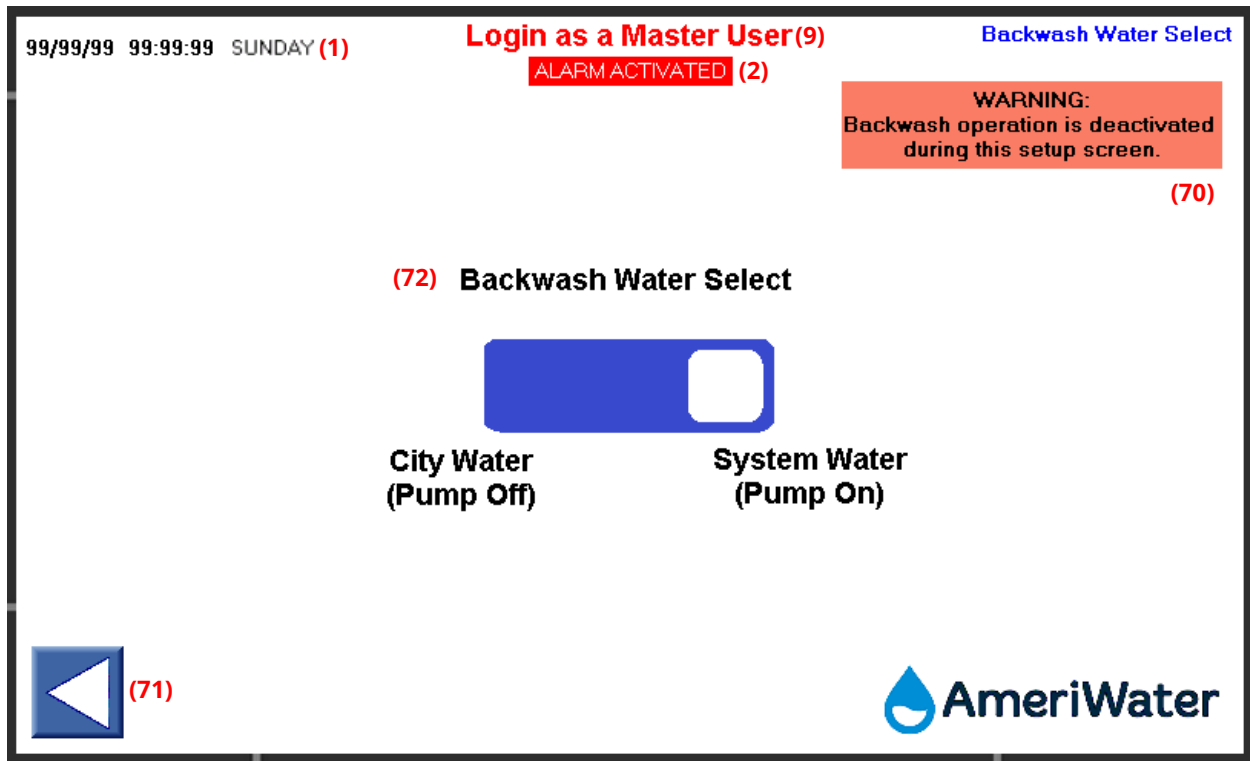 99/99/99 99:99:99 SUNDAY (1)
Login as a Master User (9)
Backwash Water Select
ALARM ACTIVATED (2)
WARNING:
Backwash operation is deactivated
during this setup screen.
(70)
(72) Backwash Water Select
City Water
(Pump Off)
System Water
(Pump On)
(71)
AmeriWater